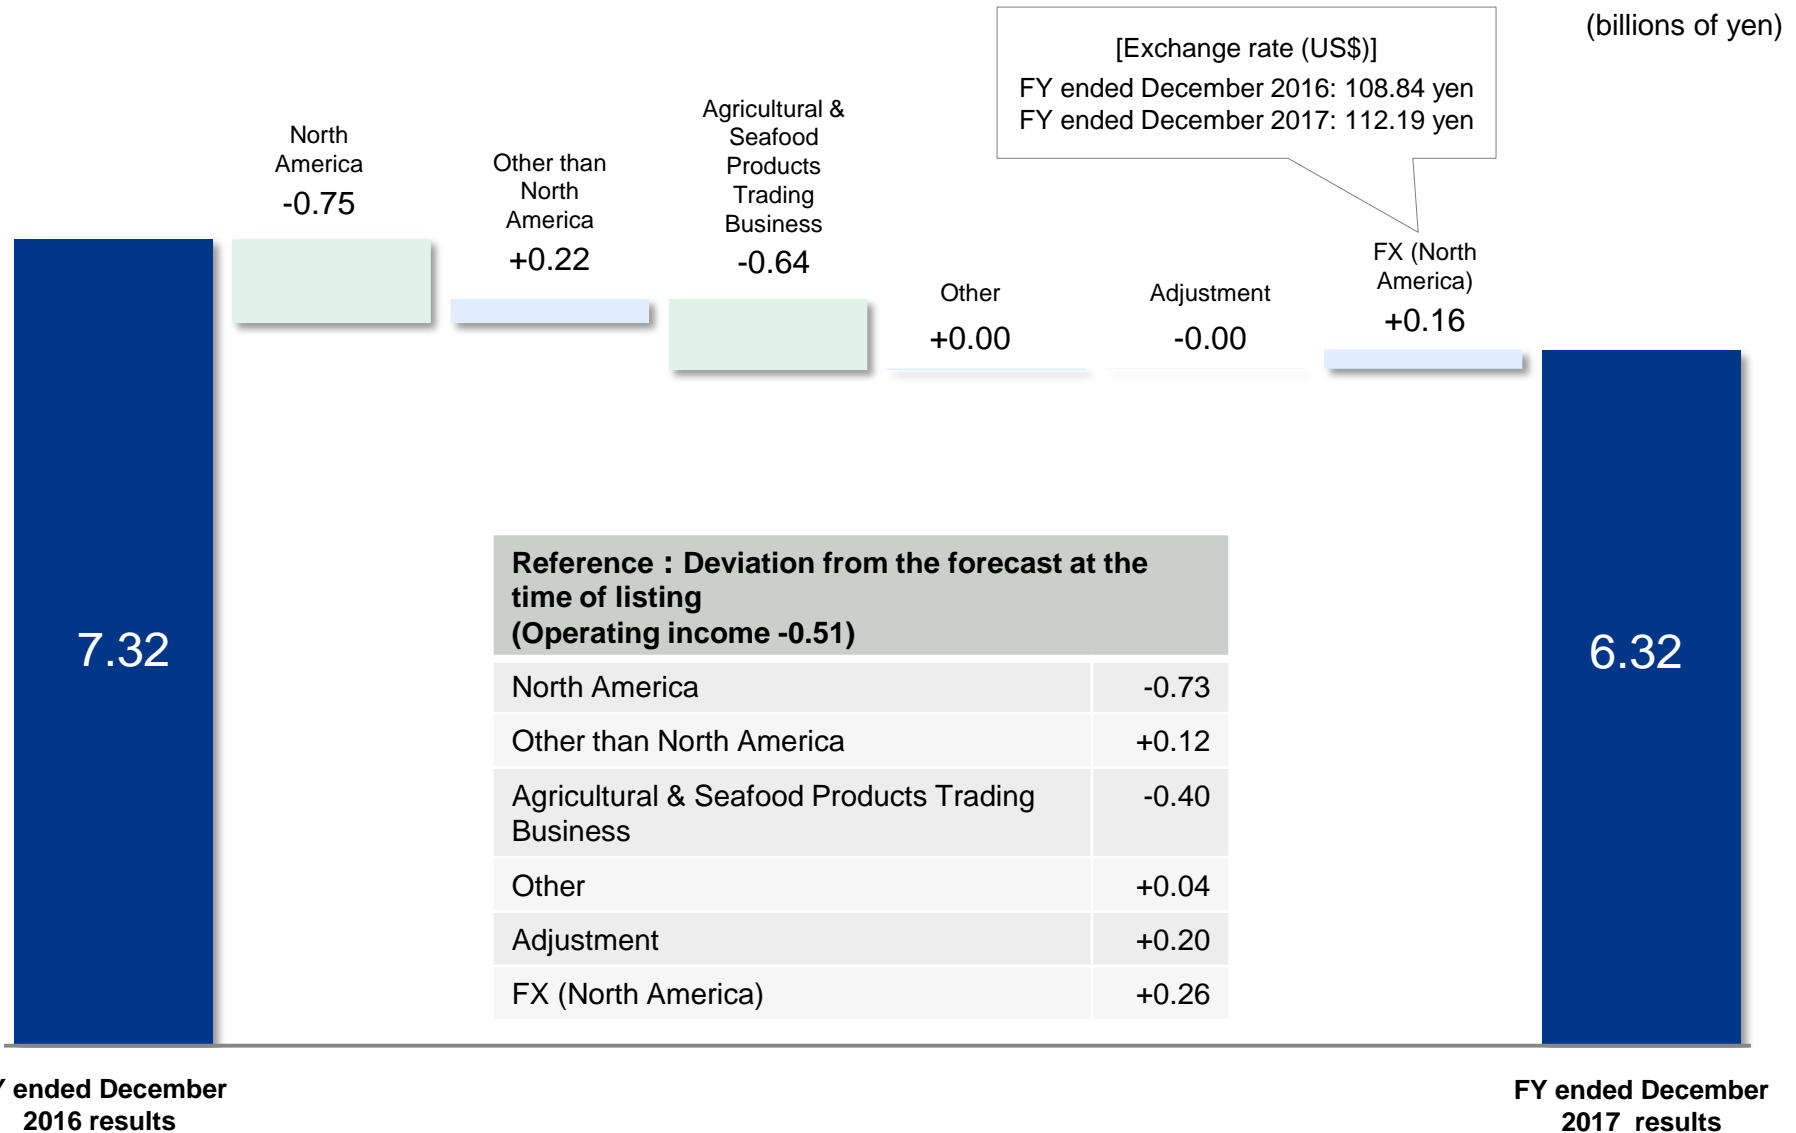 (billions of yen)
[Exchange rate (US$)]
FY ended December 2016: 108.84 yen
FY ended December 2017: 112.19 yen
North
America
-0.75
Other than
North
America
+0.22
Agricultural &
Seafood
Products
Trading
Business
-0.64
Other
+0.00
Adjustment
-0.00
FX (North
America)
+0.16
7.32
6.32
Reference：Deviation from the forecast at the
time of listing
(Operating income -0.51)
North America -0.73
Other than North America +0.12
Agricultural & Seafood Products Trading -0.40
Business
Other +0.04
Adjustment +0.20
FX (North America) +0.26
ended December
2016 results
FY ended December
2017 results